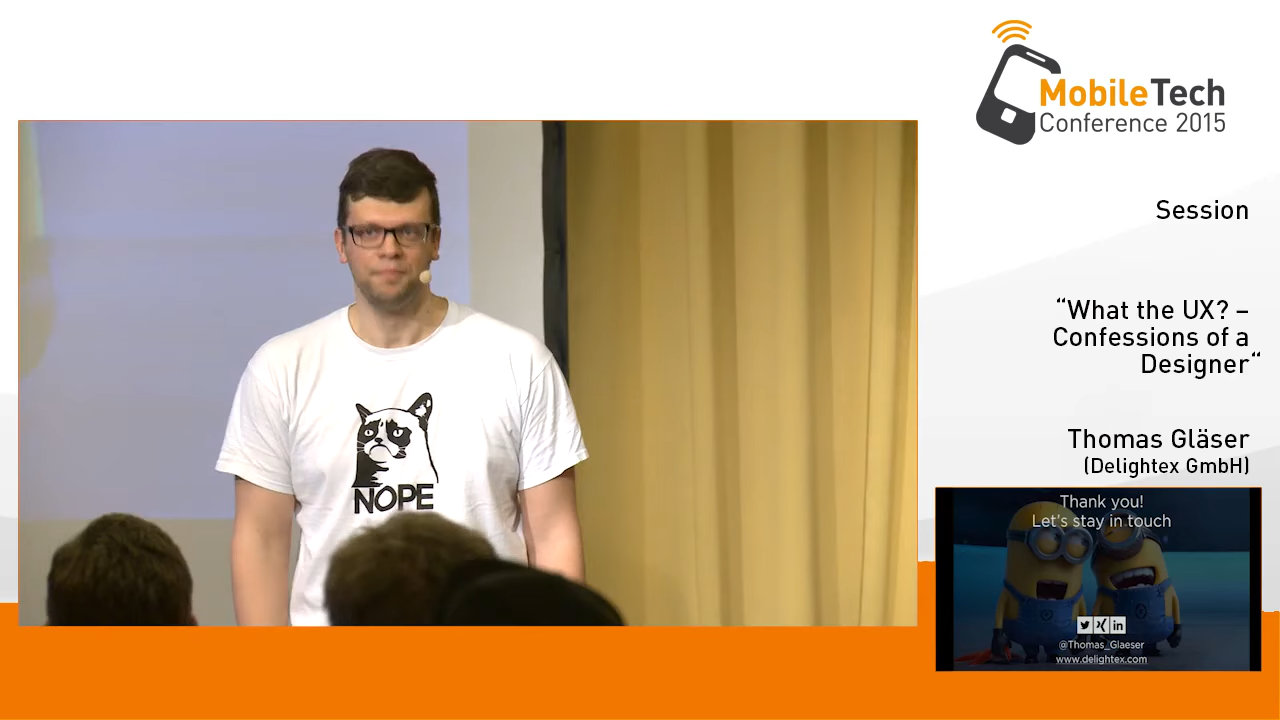 MobileTech
Conference 2015
Session
“What the UX? –
Confessions of a
Designer“
Thomas Gläser
(Delightex GmbH)
NOPE
Thank you!
Let's stay in touch
in
@Thomas_Glaeser
www.delightex.com